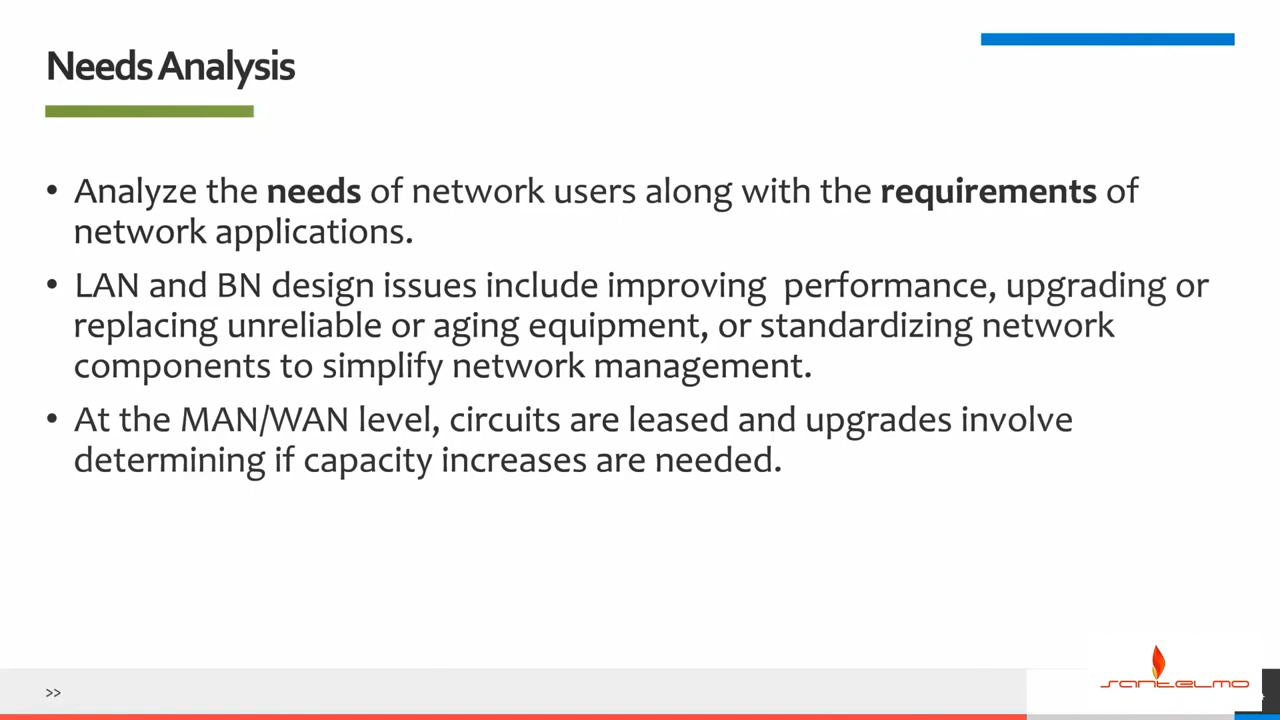 Needs Analysis
• Analyze the needs of network users along with the requirements of
network applications.
• LAN and BN design issues include improving  performance, upgrading or
replacing unreliable or aging equipment, or standardizing network
components to simplify network management.
• At the MAN/WAN level, circuits are leased and upgrades involve
determining if capacity increases are needed.
>>
santelmo